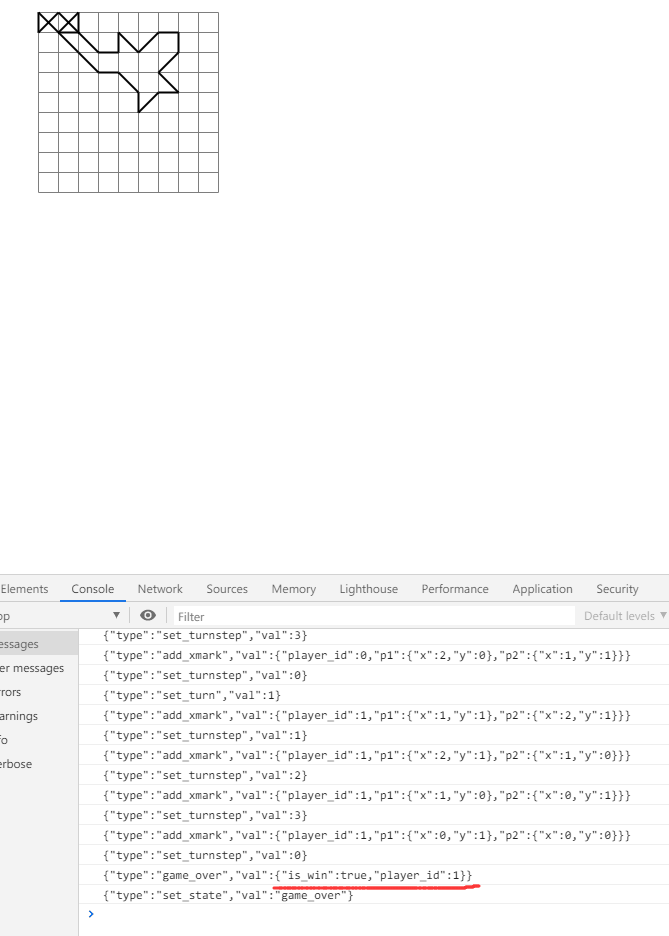 Elements Console Network Sources Memory Lighthouse Performance Application Security
op Filter Default levels
essages
er messages
rrors
arnings
fo
erbose
{"type":"set_turnstep","val":3}
{"type":"add_xmark","val":{"player_id":0,"p1":{"x":2,"y":0},"p2":{"x":1,"y":1}}}
{"type":"set_turnstep","val":0}
{"type":"set_turn","val":1}
{"type":"add_xmark","val":{"player_id":1,"p1":{"x":1,"y":1},"p2":{"x":2,"y":1}}}
{"type":"set_turnstep","val":1}
{"type":"add_xmark","val":{"player_id":1,"p1":{"x":2,"y":1},"p2":{"x":1,"y":0}}}
{"type":"set_turnstep","val":2}
{"type":"add_xmark","val":{"player_id":1,"p1":{"x":1,"y":0},"p2":{"x":0,"y":1}}}
{"type":"set_turnstep","val":3}
{"type":"add_xmark","val":{"player_id":1,"p1":{"x":0,"y":1},"p2":{"x":0,"y":0}}}
{"type":"set_turnstep","val":0}
{"type":"game_over","val":{"is_win":true,"player_id":1}}
{"type":"set_state","val":"game_over"}